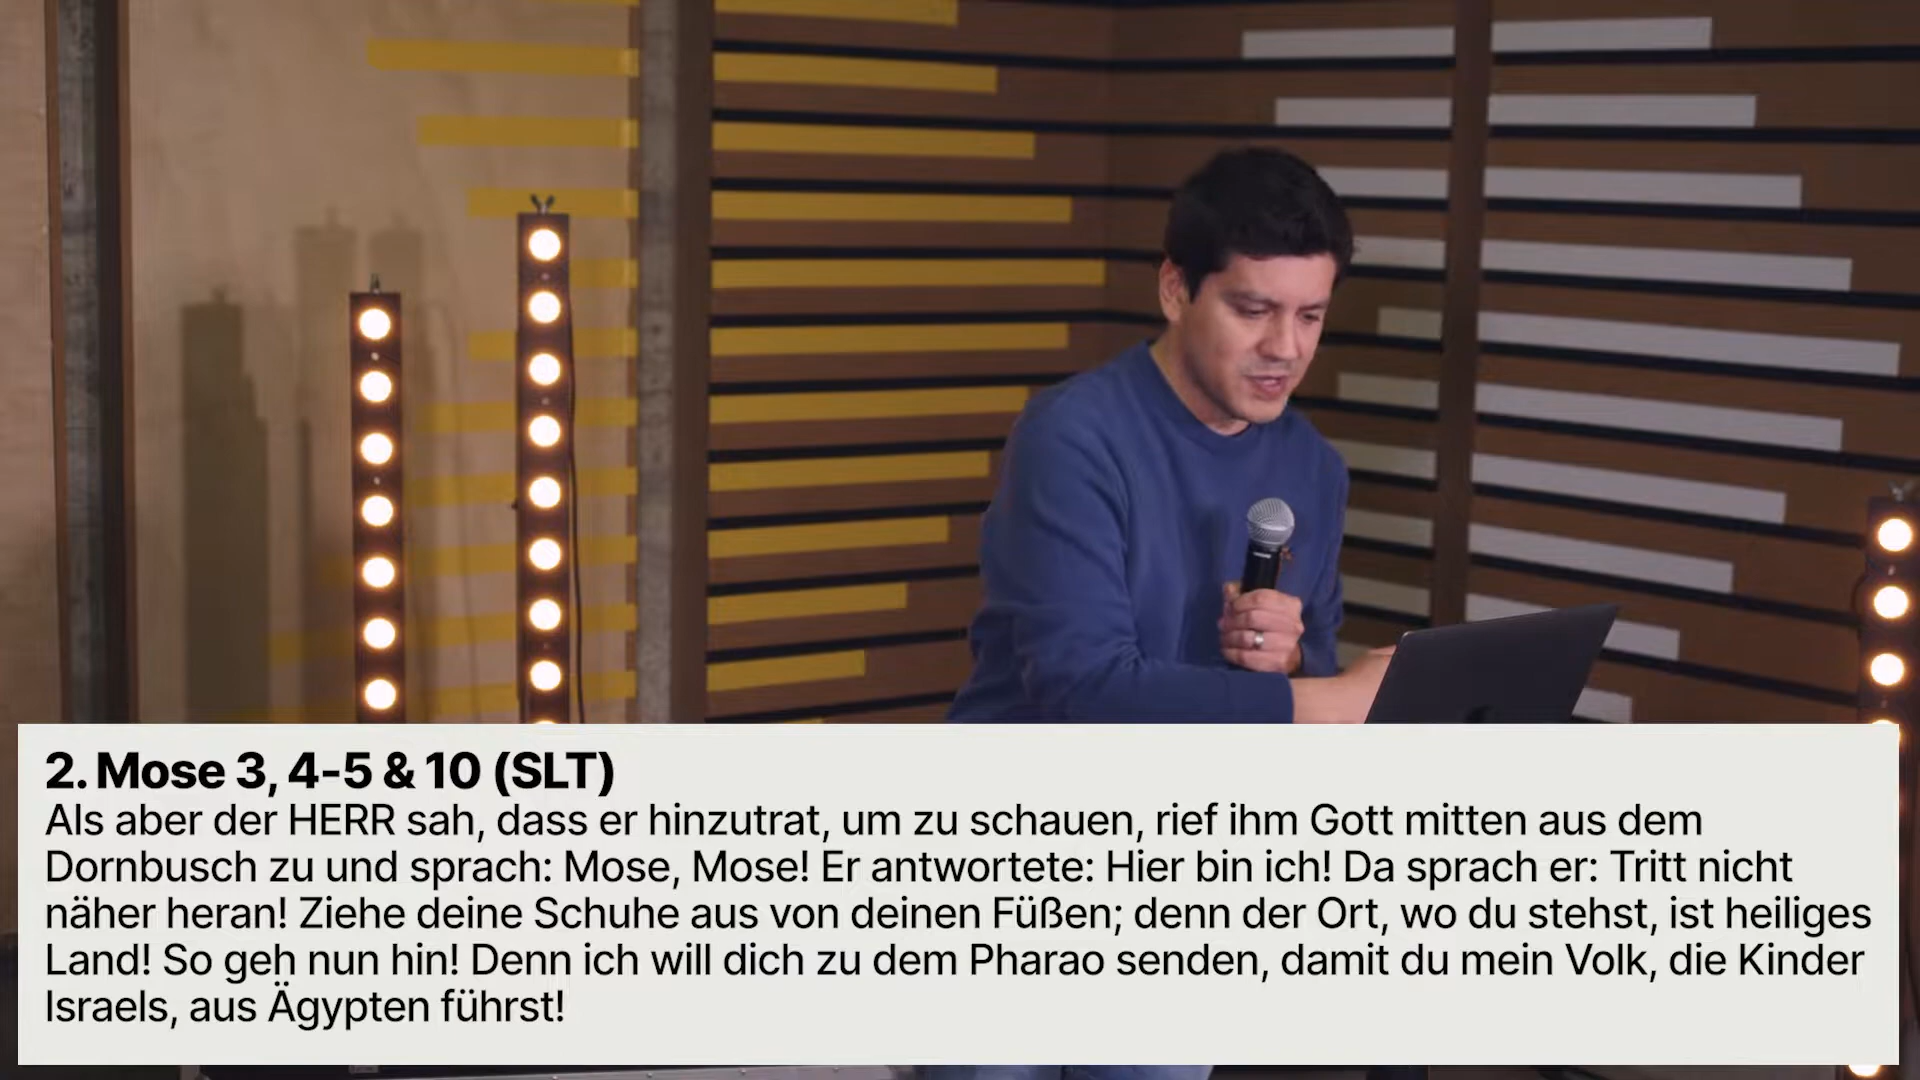 2. Mose 3, 4-5 & 10 (SLT)
Als aber der HERR sah, dass er hinzutrat, um zu schauen, rief ihm Gott mitten aus dem
Dornbusch zu und sprach: Mose, Mose! Er antwortete: Hier bin ich! Da sprach er: Tritt nicht
näher heran! Ziehe deine Schuhe aus von deinen Füßen; denn der Ort, wo du stehst, ist heiliges
Land! So geh nun hin! Denn ich will dich zu dem Pharao senden, damit du mein Volk, die Kinder
Israels, aus Ägypten führst!